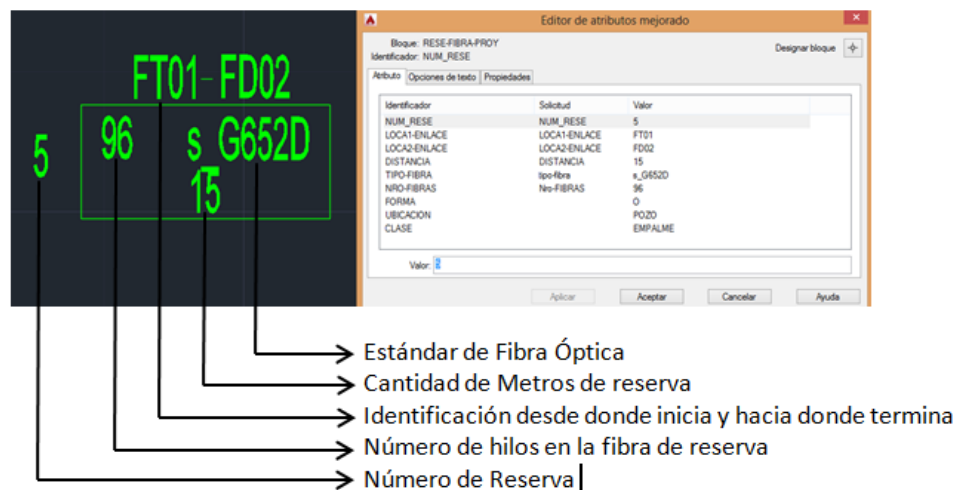 FT01-FD02
5
96 s_G652D
15
Editor de atributos mejorado
Bloque: RESE-FIBRA-PROY
Identificador: NUM_RESE
Designar bloque
Atributo Opciones de texto Propiedades
Identificador Solicitud Valor
NUM_RESE NUM_RESE 5
LOCA1-ENLACE LOCA1-ENLACE FT01
LOCA2-ENLACE LOCA2-ENLACE FD02
DISTANCIA DISTANCIA 15
TIPO-FIBRA tipo-fibra s_G652D
NRO-FIBRAS Nro-FIBRAS 96
FORMA O
UBICACION POZO
CLASE EMPALME
Valor: 5
Aplicar Aceptar Cancelar Ayuda
Estándar de Fibra Óptica
Cantidad de Metros de reserva
Identificación desde donde inicia y hacia donde termina
Número de hilos en la fibra de reserva
Número de Reserva